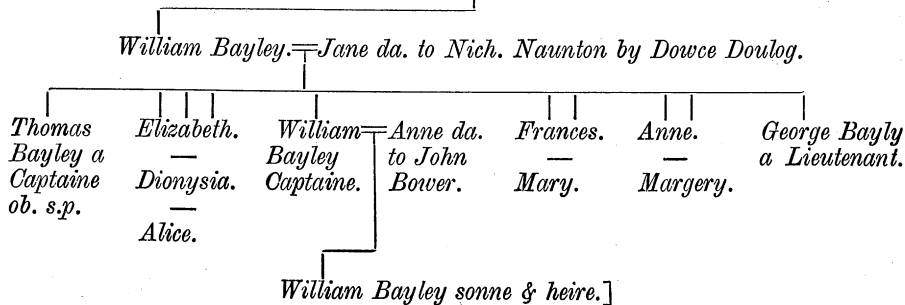 William Bayley.=Jane da. to Nich. Naunton by Dowce Doulog.
Thomas Bayley a Captaine ob. s.p.
Elizabeth.
—
Dionysia.
—
Alice.
William Bayley Captaine.=Anne da. to John Bower.
Frances.
—
Mary.
Anne.
—
Margery.
George Bayly a Lieutenant.
William Bayley sonne & heire.]